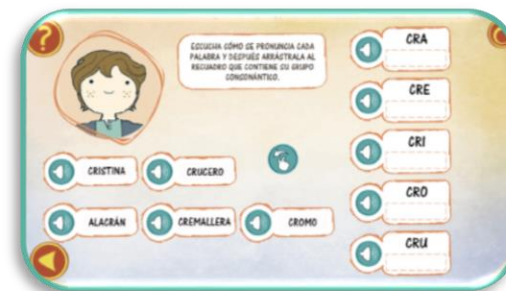 ?
ESCUCHA CÓMO SE PRONUNCIA CADA
PALABRA Y DESPUÉS ARRÁSTRALA AL
RECUADRO QUE CONTIENE SU GRUPO
CONSONÁNTICO.
CRA
CRE
CRI
CRO
CRU
CRISTINA
CRUCERO
ALACRÁN
CREMALLERA
CROMO